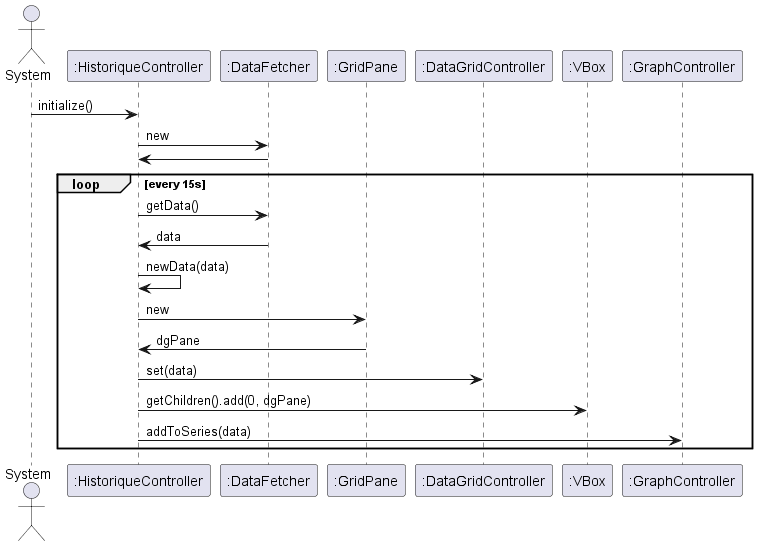 System
:HistoriqueController :DataFetcher :GridPane :DataGridController :VBox :GraphController
initialize()
new
loop [every 15s]
getData()
data
newData(data)
new
dgPane
set(data)
getChildren().add(0, dgPane)
addToSeries(data)
System
:HistoriqueController :DataFetcher :GridPane :DataGridController :VBox :GraphController